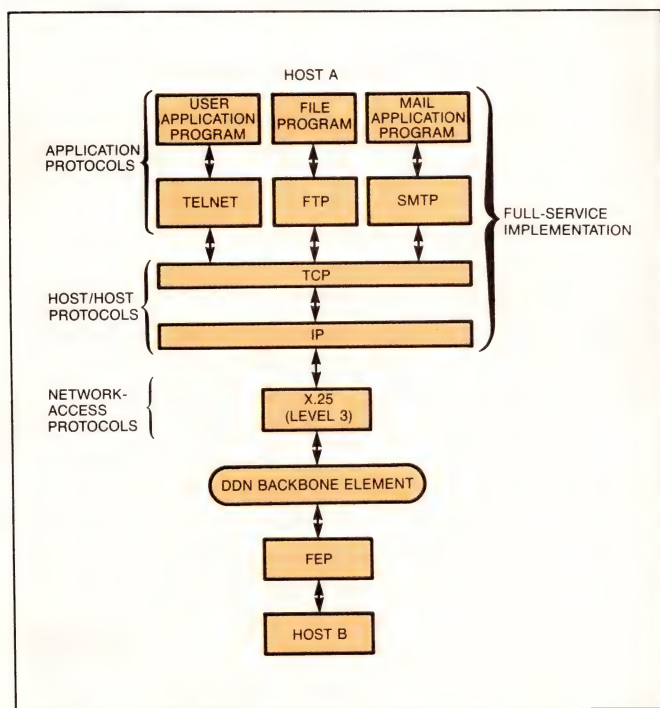 HOST A
USER
APPLICATION
PROGRAM
FILE
PROGRAM
MAIL
APPLICATION
PROGRAM
APPLICATION
PROTOCOLS
TELNET
FTP
SMTP
FULL-SERVICE
IMPLEMENTATION
TCP
HOST/HOST
PROTOCOLS
IP
NETWORK-
ACCESS
PROTOCOLS
X.25
(LEVEL 3)
DDN BACKBONE ELEMENT
FEP
HOST B